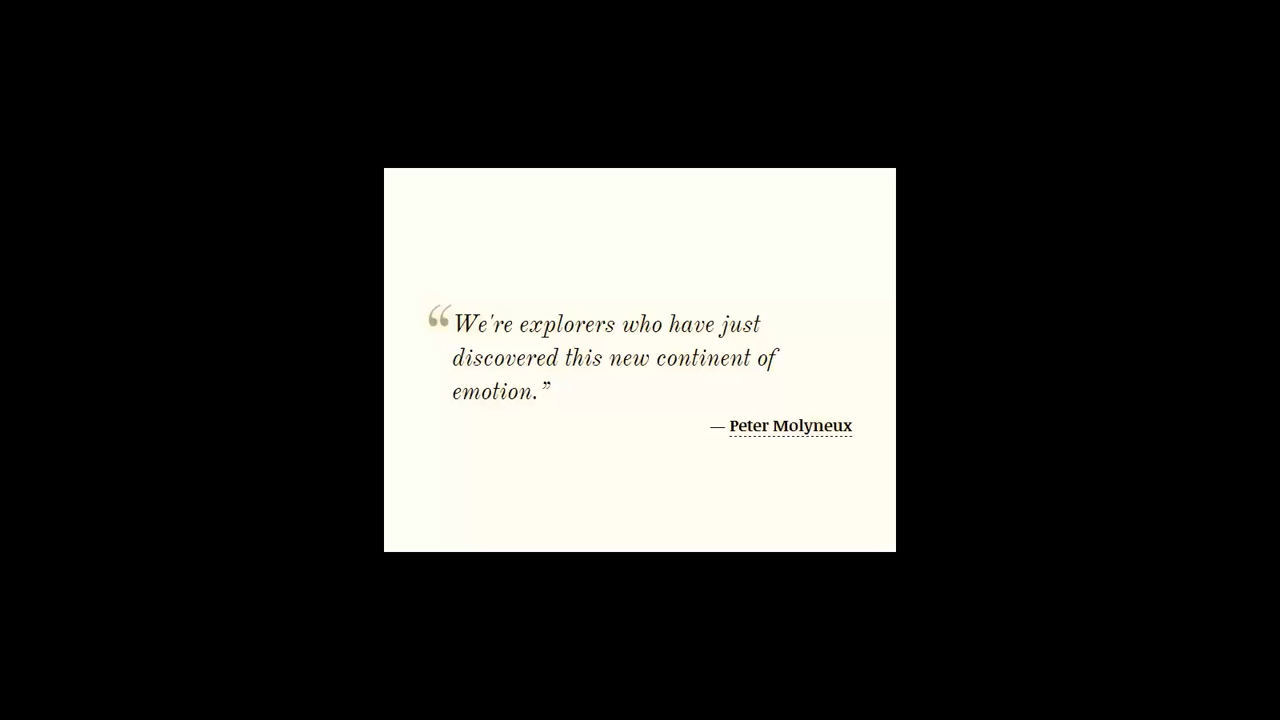 “We're explorers who have just
discovered this new continent of
emotion.”
— Peter Molyneux